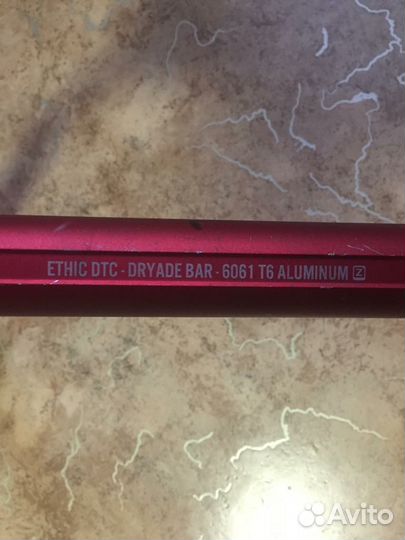 ETHIC DTC - DRYADE BAR - 6061 T6 ALUMINUM
Avito